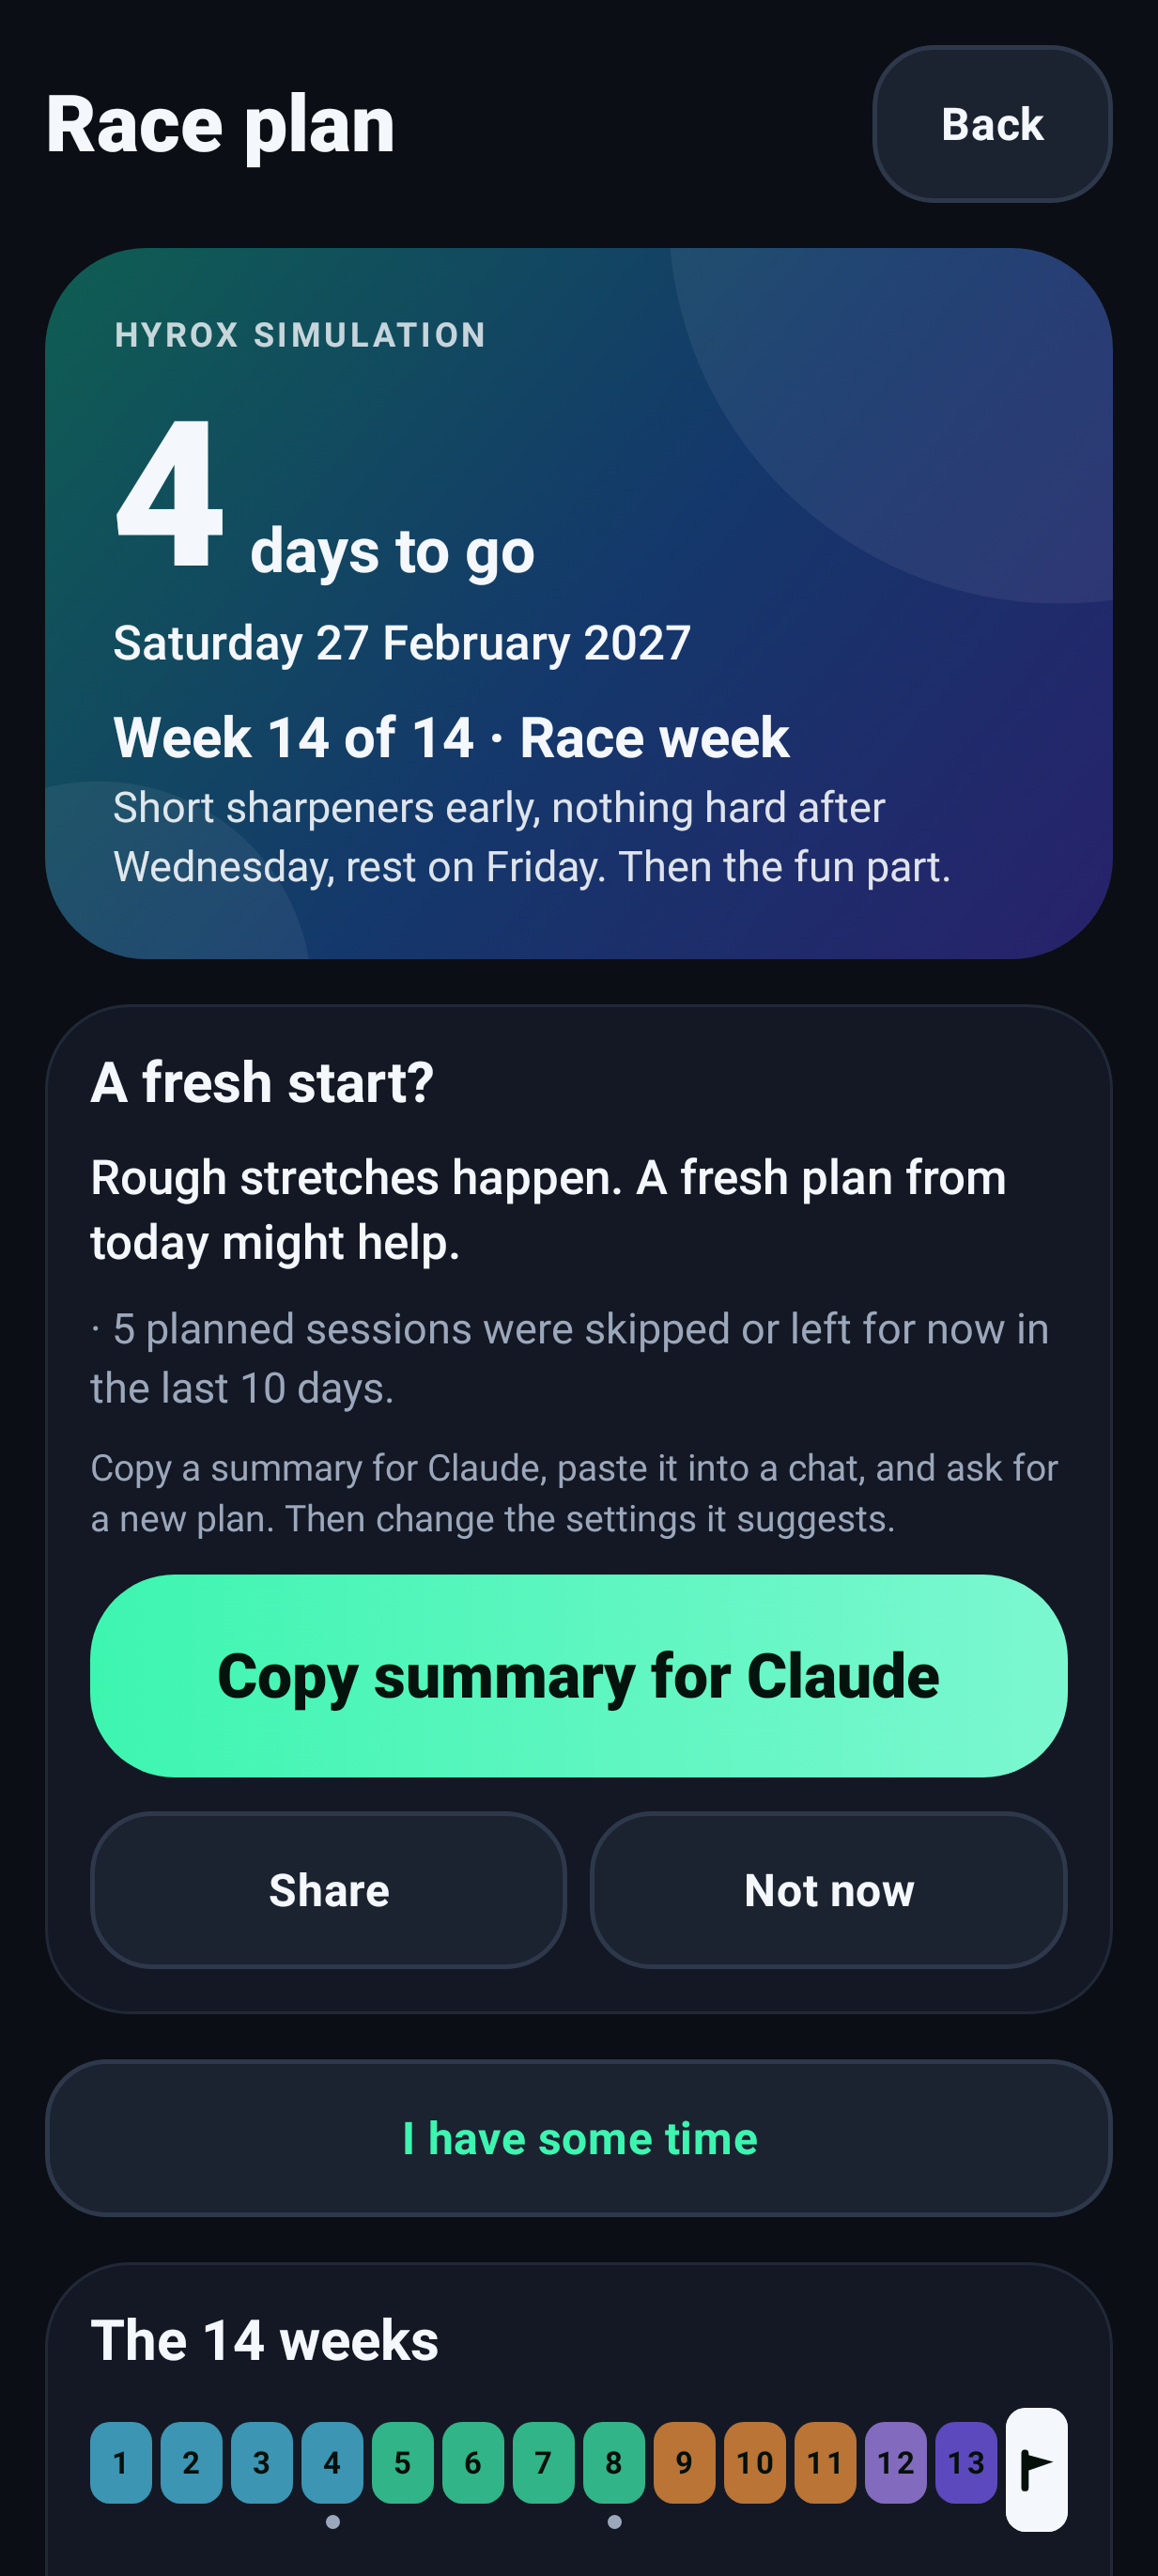 Race plan
Back
HYROX SIMULATION
4 days to go
Saturday 27 February 2027
Week 14 of 14 · Race week
Short sharpeners early, nothing hard after
Wednesday, rest on Friday. Then the fun part.
A fresh start?
Rough stretches happen. A fresh plan from
today might help.
· 5 planned sessions were skipped or left for now in
the last 10 days.
Copy a summary for Claude, paste it into a chat, and ask for
a new plan. Then change the settings it suggests.
Copy summary for Claude
Share
Not now
I have some time
The 14 weeks
1 2 3 4 5 6 7 8 9 10 11 12 13